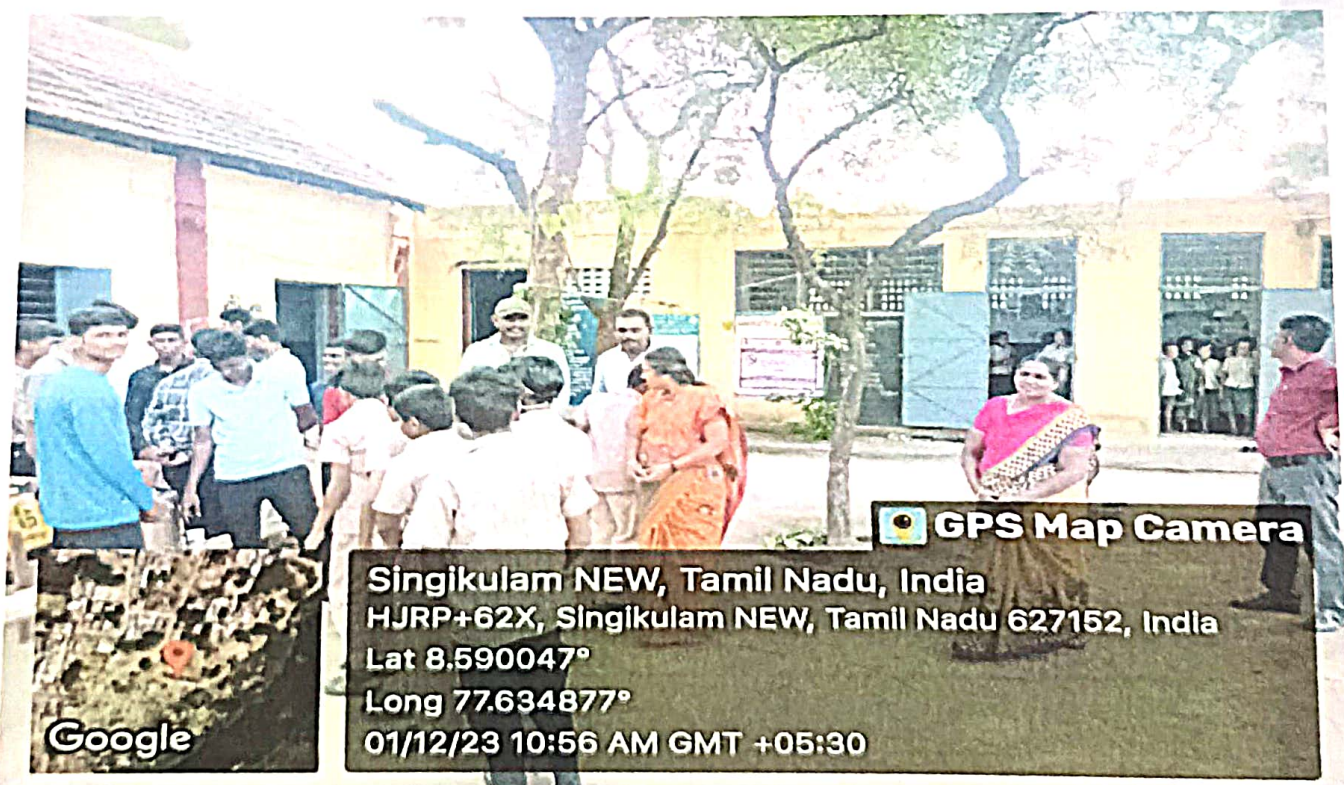 GPS Map Camera
Singikulam NEW, Tamil Nadu, India
HJRP+62X, Singikulam NEW, Tamil Nadu 627152, India
Lat 8.590047°
Long 77.634877°
01/12/23 10:56 AM GMT +05:30
Google